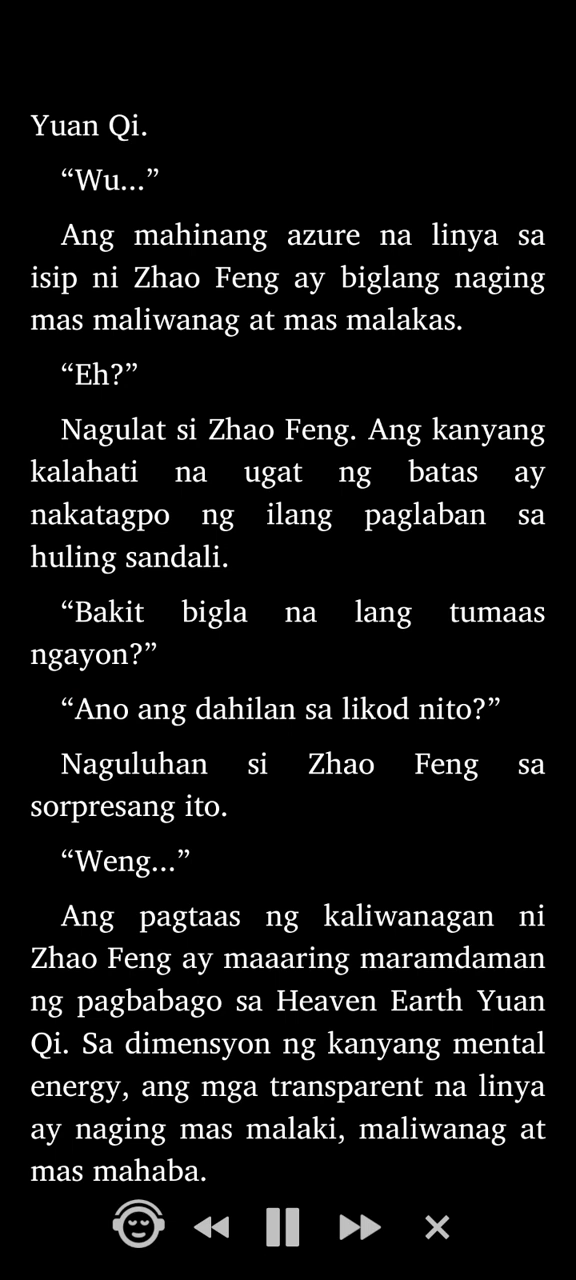 Yuan Qi.
“Wu...”
Ang mahinang azure na linya sa
isip ni Zhao Feng ay biglang naging
mas maliwanag at mas malakas.
“Eh?”
Nagulat si Zhao Feng. Ang kanyang
kalahati na ugat ng batas ay
nakatagpo ng ilang paglaban sa
huling sandali.
“Bakit bigla na lang tumaas
ngayon?”
“Ano ang dahilan sa likod nito?”
Naguluhan si Zhao Feng sa
sorpresang ito.
“Weng...”
Ang pagtaas ng kaliwanagan ni
Zhao Feng ay maaaring maramdaman
ng pagbabago sa Heaven Earth Yuan
Qi. Sa dimensyon ng kanyang mental
energy, ang mga transparent na linya
ay naging mas malaki, maliwanag at
mas mahaba.